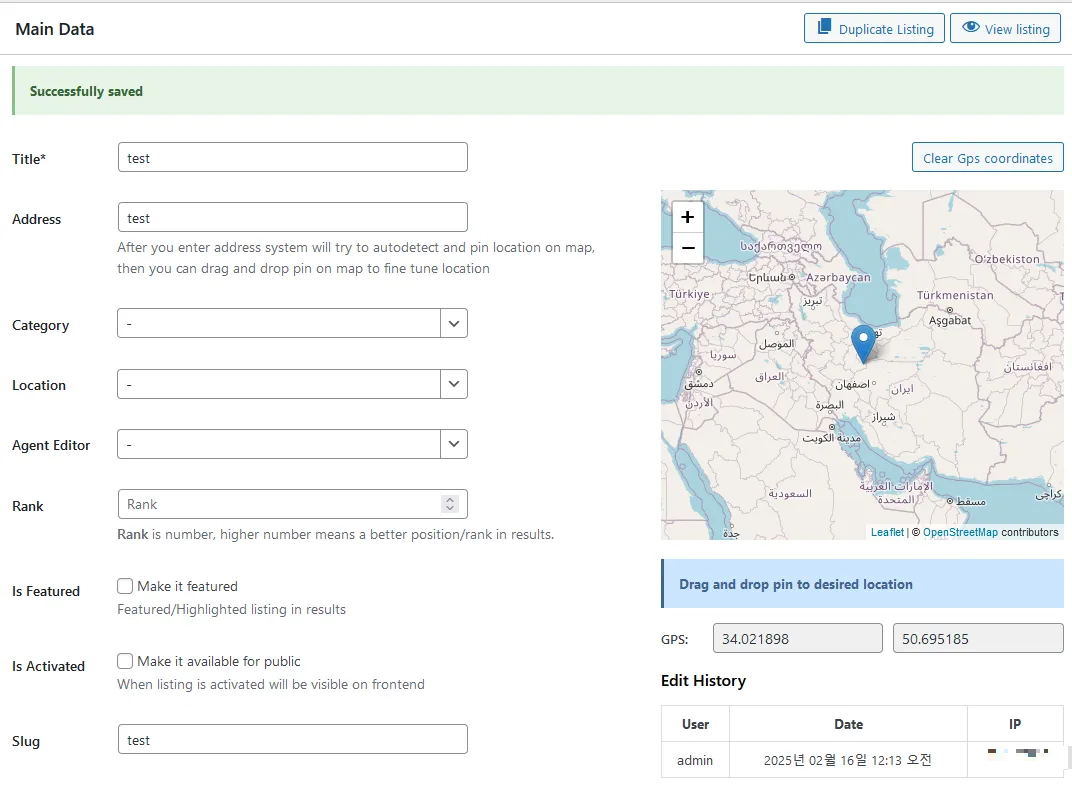 Main Data
Duplicate Listing
View listing
Successfully saved
Title*
test
Clear Gps coordinates
Address
test
After you enter address system will try to autodetect and pin location on map,
then you can drag and drop pin on map to fine tune location
Category
-
Location
-
Agent Editor
-
Rank
Rank
Rank is number, higher number means a better position/rank in results.
Is Featured
Make it featured
Featured/Highlighted listing in results
Is Activated
Make it available for public
When listing is activated will be visible on frontend
Slug
test
+
−
საქართველო
O'zbekiston
Երևան
Azərbaycan
Türkiye
تبریز
Türkmenistan
Aşgabat
الموصل
سوريا
افغانستان
دمشق
العراق
اصفهان
ایران
الأردن
البصرة
شیراز
مدينة الكويت
الإمارات العربية
المتحدة
السعودية
مسقط
کراچی
جدة
Leaflet | © OpenStreetMap contributors
Drag and drop pin to desired location
GPS:
34.021898
50.695185
Edit History
User
Date
IP
admin
2025년 02월 16일 12:13 오전